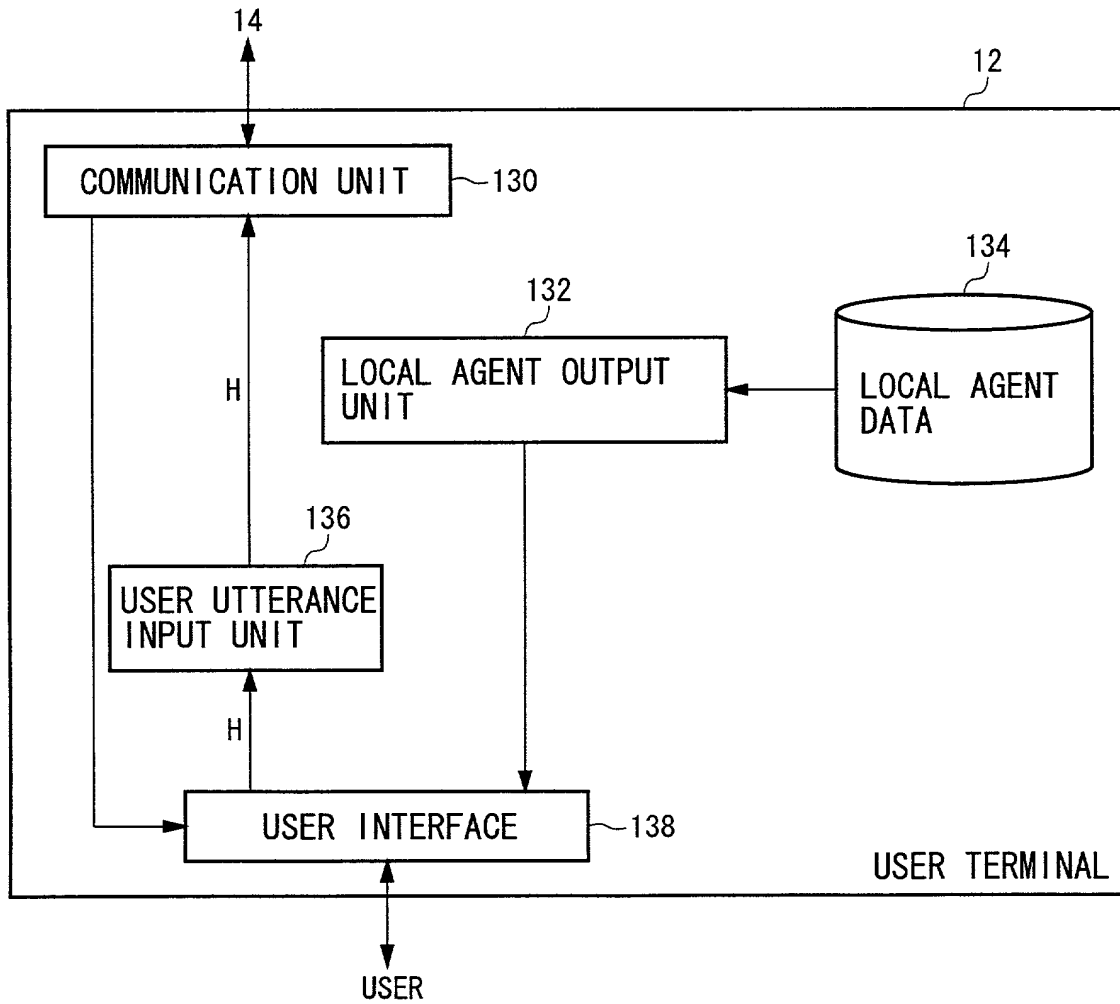 14
12
COMMUNICATION UNIT
130
134
132
LOCAL AGENT OUTPUT
UNIT
LOCAL AGENT
DATA
H
136
USER UTTERANCE
INPUT UNIT
H
USER INTERFACE
138
USER TERMINAL
USER